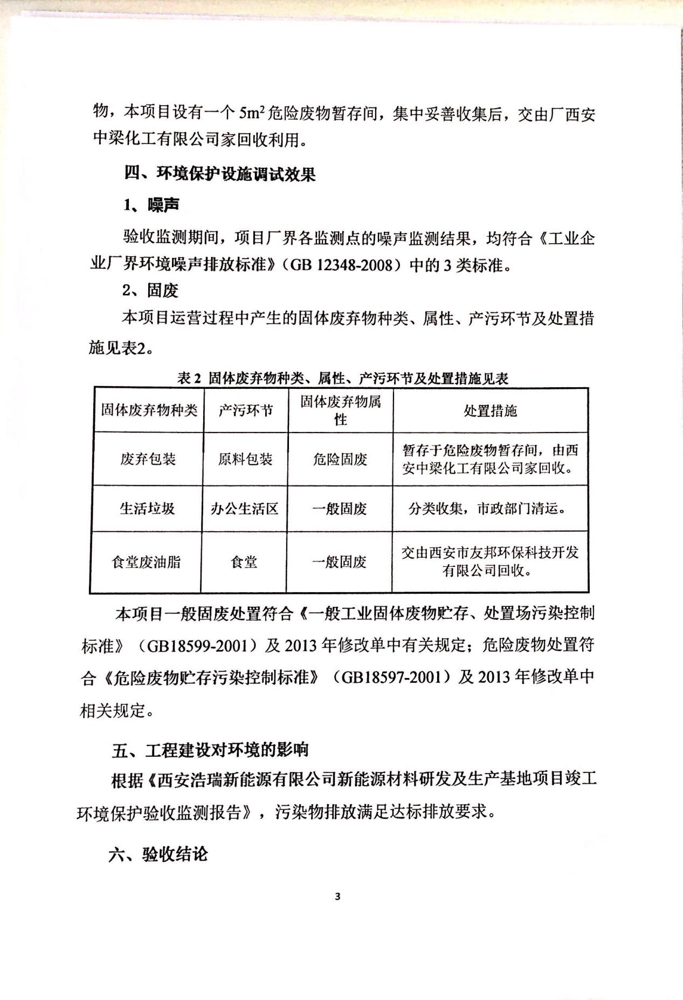 物，本项目设有一个 5m²危险废物暂存间，集中妥善收集后，交由厂西安
中梁化工有限公司家回收利用。
四、环境保护设施调试效果
1、噪声
验收监测期间，项目厂界各监测点的噪声监测结果，均符合《工业企
业厂界环境噪声排放标准》（GB 12348-2008）中的 3 类标准。
2、固废
本项目运营过程中产生的固体废弃物种类、属性、产污环节及处置措
施见表2。
表 2 固体废弃物种类、属性、产污环节及处置措施见表
固体废弃物种类 产污环节 固体废弃物属 处置措施
性
废弃包装 原料包装 危险固废 暂存于危险废物暂存间，由西
安中梁化工有限公司家回收。
生活垃圾 办公生活区 一般固废 分类收集，市政部门清运。
食堂废油脂 食堂 一般固废 交由西安市友邦环保科技开发
有限公司回收。
本项目一般固废处置符合《一般工业固体废物贮存、处置场污染控制
标准》（GB18599-2001）及 2013 年修改单中有关规定；危险废物处置符
合《危险废物贮存污染控制标准》（GB18597-2001）及 2013 年修改单中
相关规定。
五、工程建设对环境的影响
根据《西安浩瑞新能源有限公司新能源材料研发及生产基地项目竣工
环境保护验收监测报告》，污染物排放满足达标排放要求。
六、验收结论
3